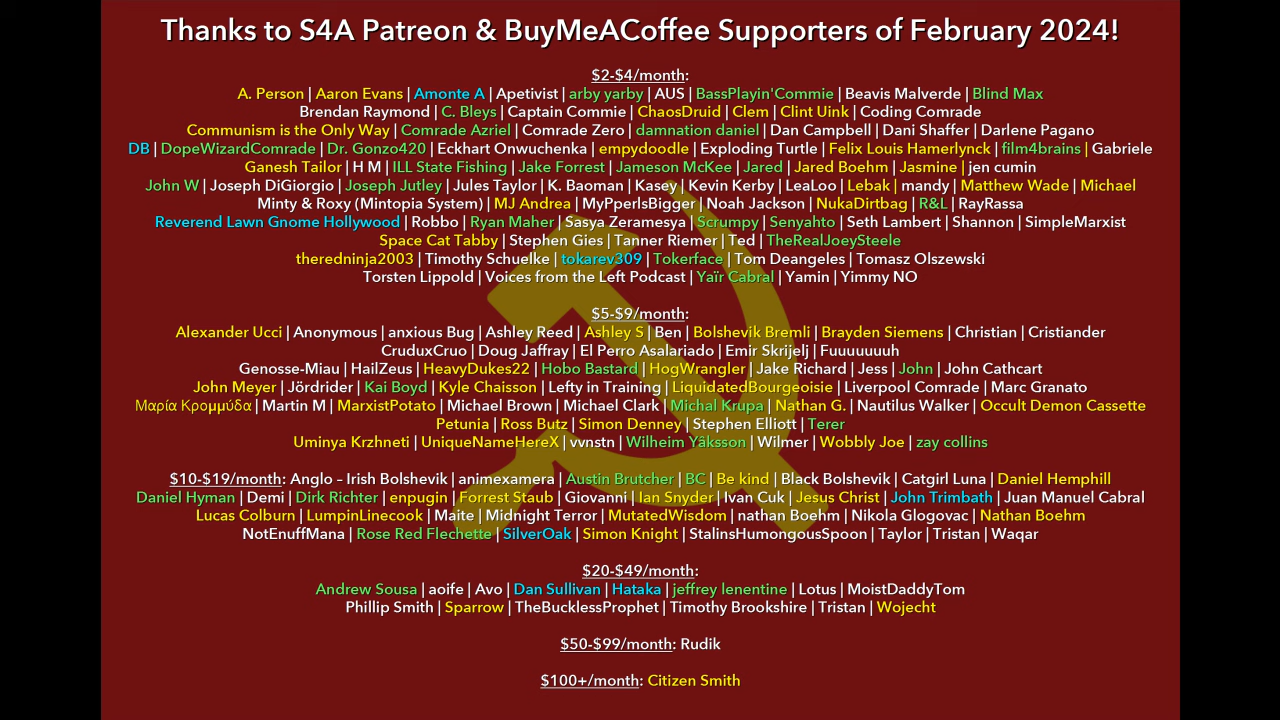 Thanks to S4A Patreon & BuyMeACoffee Supporters of February 2024!
$2-$4/month:
A. Person | Aaron Evans | Amonte A | Apetivist | arby yarby | AUS | BassPlayin'Commie | Beavis Malverde | Blind Max
Brendan Raymond | C. Bleys | Captain Commie | ChaosDruid | Clem | Clint Uink | Coding Comrade
Communism is the Only Way | Comrade Azriel | Comrade Zero | damnation daniel | Dan Campbell | Dani Shaffer | Darlene Pagano
DB | DopeWizardComrade | Dr. Gonzo420 | Eckhart Onwuchenka | empydoodle | Exploding Turtle | Felix Louis Hamerlynck | film4brains | Gabriele
Ganesh Tailor | H M | ILL State Fishing | Jake Forrest | Jameson McKee | Jared | Jared Boehm | Jasmine | jen cumin
John W | Joseph DiGiorgio | Joseph Jutley | Jules Taylor | K. Baoman | Kasey | Kevin Kerby | LeaLoo | Lebak | mandy | Matthew Wade | Michael
Minty & Roxy (Mintopia System) | MJ Andrea | MyPperlsBigger | Noah Jackson | NukaDirtbag | R&L | RayRassa
Reverend Lawn Gnome Hollywood | Robbo | Ryan Maher | Sasya Zeramesya | Scrumpy | Senyahto | Seth Lambert | Shannon | SimpleMarxist
Space Cat Tabby | Stephen Gies | Tanner Riemer | Ted | TheRealJoeySteele
theredninja2003 | Timothy Schuelke | tokarev309 | Tokerface | Tom Deangeles | Tomasz Olszewski
Torsten Lippold | Voices from the Left Podcast | Yaïr Cabral | Yamin | Yimmy NO
$5-$9/month:
Alexander Ucci | Anonymous | anxious Bug | Ashley Reed | Ashley S | Ben | Bolshevik Bremli | Brayden Siemens | Christian | Cristiander
CruduxCruo | Doug Jaffray | El Perro Asalariado | Emir Skrijelj | Fuuuuuuuh
Genosse-Miau | HailZeus | HeavyDukes22 | Hobo Bastard | HogWrangler | Jake Richard | Jess | John | John Cathcart
John Meyer | Jördrider | Kai Boyd | Kyle Chaisson | Lefty in Training | LiquidatedBourgeoisie | Liverpool Comrade | Marc Granato
Μαρία Κρομμύδα | Martin M | MarxistPotato | Michael Brown | Michael Clark | Michal Krupa | Nathan G. | Nautilus Walker | Occult Demon Cassette
Petunia | Ross Butz | Simon Denney | Stephen Elliott | Terer
Uminya Krzhneti | UniqueNameHereX | vvnstn | Wilheim Yâksson | Wilmer | Wobbly Joe | zay collins
$10-$19/month: Anglo – Irish Bolshevik | animexamera | Austin Brutcher | BC | Be kind | Black Bolshevik | Catgirl Luna | Daniel Hemphill
Daniel Hyman | Demi | Dirk Richter | enpugin | Forrest Staub | Giovanni | Ian Snyder | Ivan Cuk | Jesus Christ | John Trimbath | Juan Manuel Cabral
Lucas Colburn | LumpinLinecook | Maite | Midnight Terror | MutatedWisdom | nathan Boehm | Nikola Glogovac | Nathan Boehm
NotEnuffMana | Rose Red Flechette | SilverOak | Simon Knight | StalinsHumongousSpoon | Taylor | Tristan | Waqar
$20-$49/month:
Andrew Sousa | aoife | Avo | Dan Sullivan | Hataka | jeffrey lenentine | Lotus | MoistDaddyTom
Phillip Smith | Sparrow | TheBucklessProphet | Timothy Brookshire | Tristan | Wojecht
$50-$99/month: Rudik
$100+/month: Citizen Smith